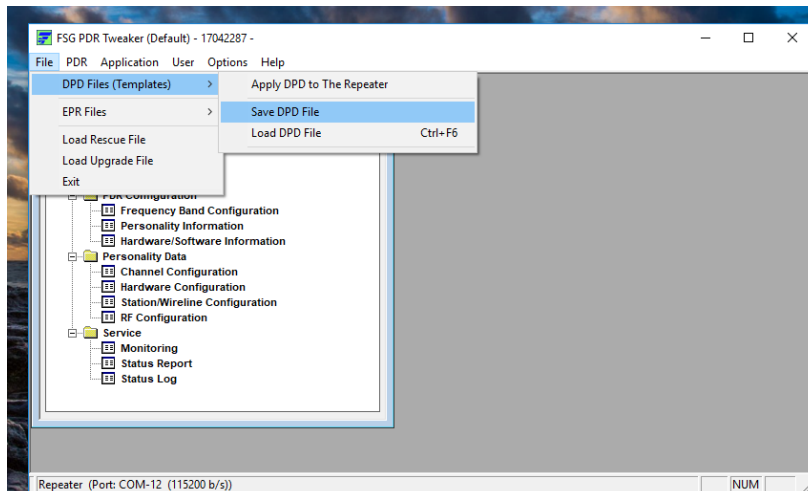 FSG PDR Tweaker (Default) - 17042287 -
File PDR Application User Options Help
DPD Files (Templates)
EPR Files
Load Rescue File
Load Upgrade File
Exit
Apply DPD to The Repeater
Save DPD File
Load DPD File Ctrl+F6
PDR Configuration
Frequency Band Configuration
Personality Information
Hardware/Software Information
Personality Data
Channel Configuration
Hardware Configuration
Station/Wireline Configuration
RF Configuration
Service
Monitoring
Status Report
Status Log
Repeater (Port: COM-12 (115200 b/s)) NUM